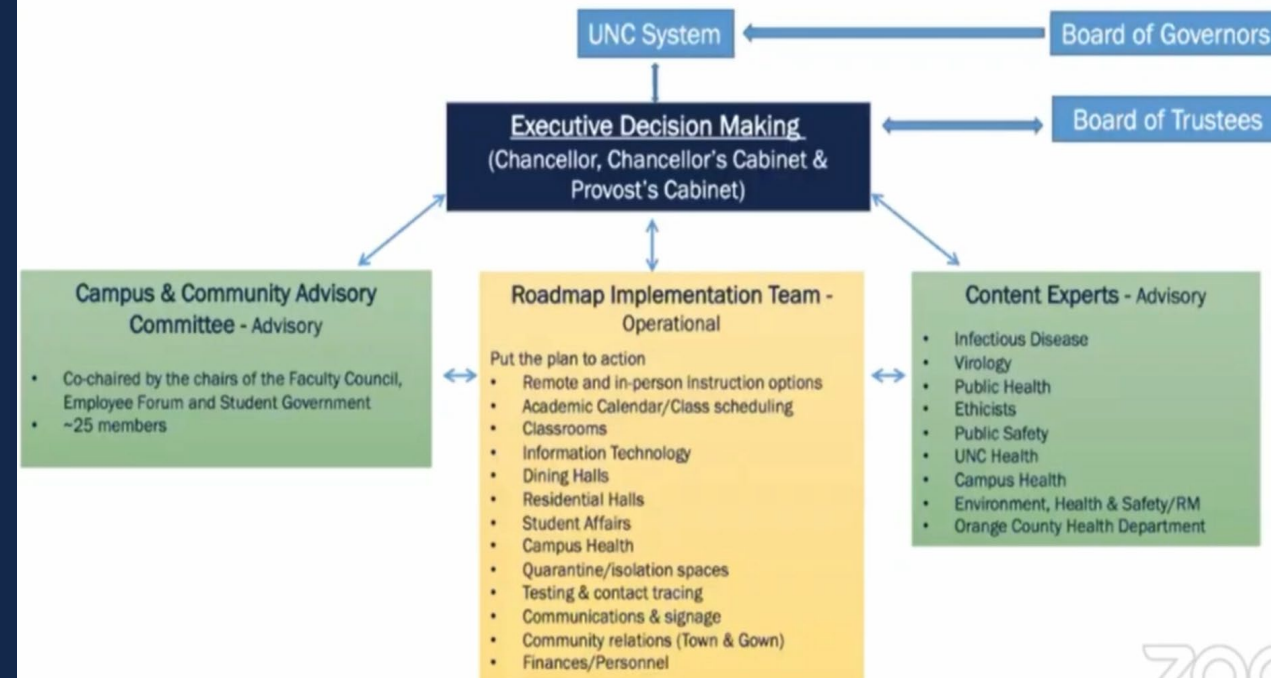 UNC System
Board of Governors
Executive Decision Making
(Chancellor, Chancellor's Cabinet &
Provost's Cabinet)
Board of Trustees
Campus & Community Advisory
Committee - Advisory
• Co-chaired by the chairs of the Faculty Council,
Employee Forum and Student Government
• ~25 members
Roadmap Implementation Team -
Operational
Put the plan to action
• Remote and in-person instruction options
• Academic Calendar/Class scheduling
• Classrooms
• Information Technology
• Dining Halls
• Residential Halls
• Student Affairs
• Campus Health
• Quarantine/isolation spaces
• Testing & contact tracing
• Communications & signage
• Community relations (Town & Gown)
• Finances/Personnel
Content Experts - Advisory
• Infectious Disease
• Virology
• Public Health
• Ethicists
• Public Safety
• UNC Health
• Campus Health
• Environment, Health & Safety/RM
• Orange County Health Department